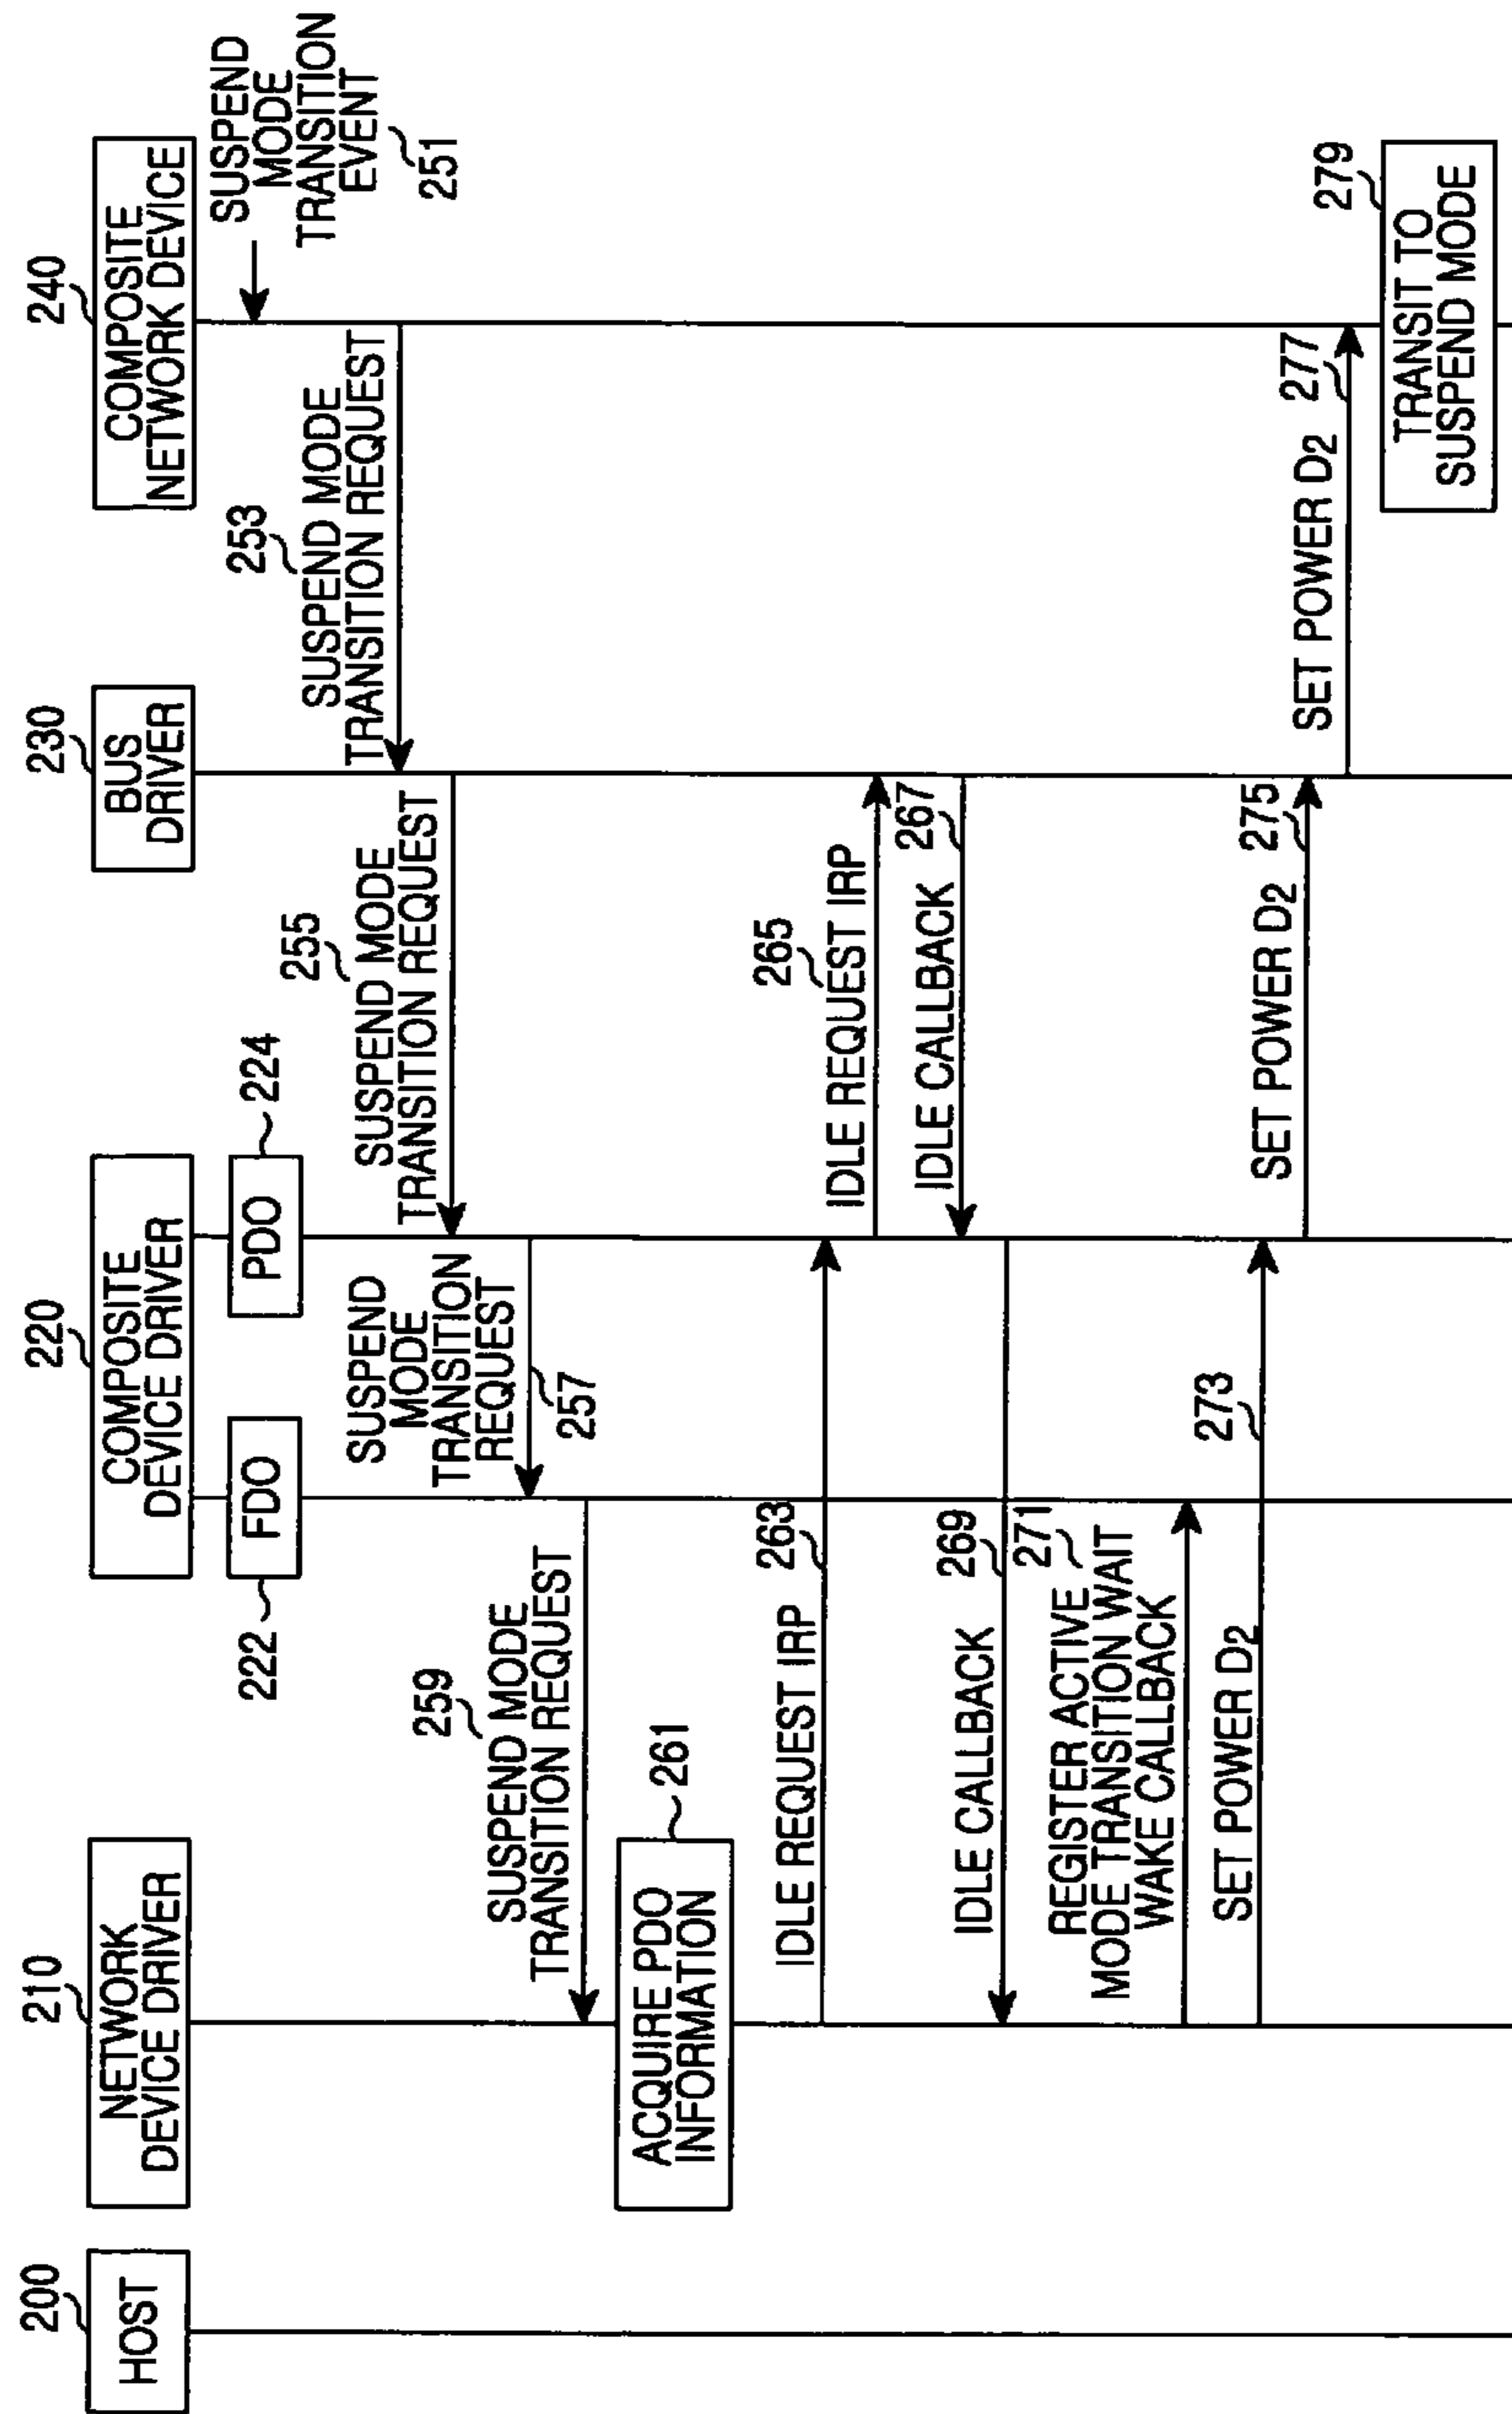 200
HOST
210
NETWORK
DEVICE DRIVER
220
COMPOSITE
DEVICE DRIVER
222
FDO
PDO
224
230
BUS
DRIVER
240
COMPOSITE
NETWORK DEVICE
SUSPEND
MODE
TRANSITION
EVENT
251
253
SUSPEND MODE
TRANSITION REQUEST
255
SUSPEND MODE
TRANSITION REQUEST
SUSPEND
MODE
TRANSITION
REQUEST
257
259
SUSPEND MODE
TRANSITION REQUEST
ACQUIRE PDO
INFORMATION
261
IDLE REQUEST IRP
263
265
IDLE REQUEST IRP
IDLE CALLBACK
267
IDLE CALLBACK
269
271
REGISTER ACTIVE
MODE TRANSITION WAIT
WAKE CALLBACK
SET POWER D2
273
SET POWER D2
275
SET POWER D2
277
279
TRANSIT TO
SUSPEND MODE